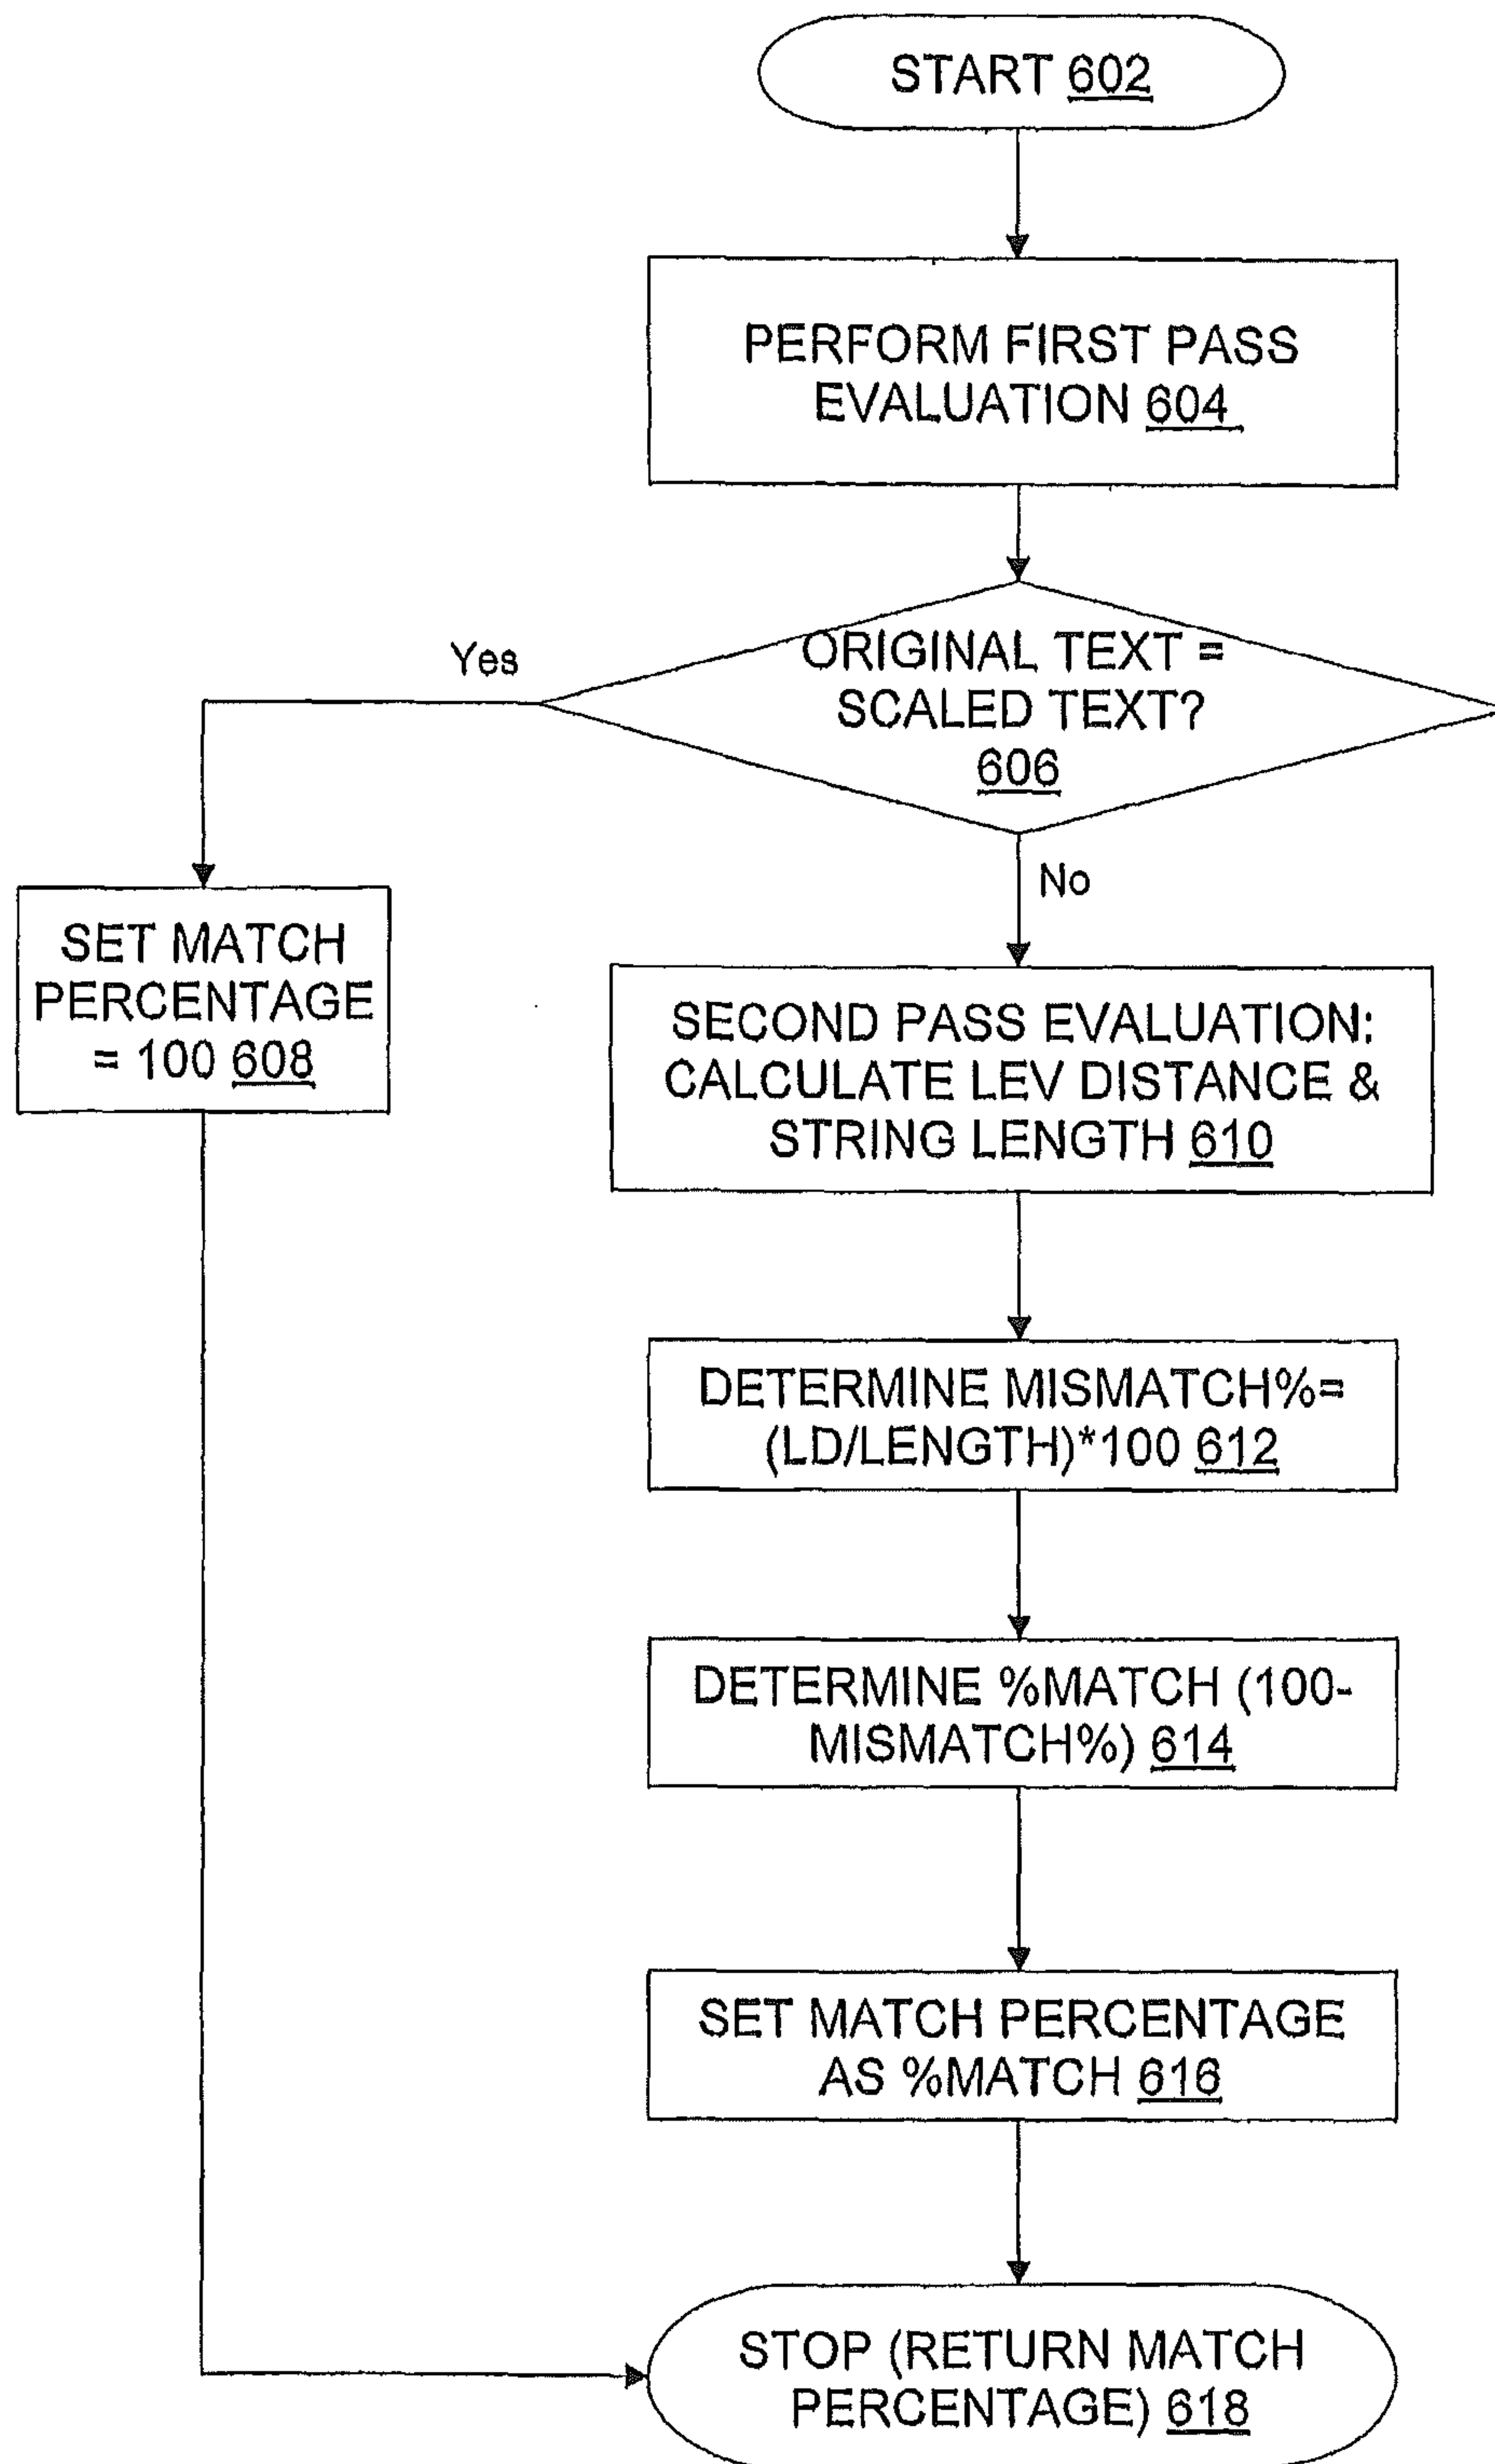 START 602
PERFORM FIRST PASS
EVALUATION 604
ORIGINAL TEXT =
SCALED TEXT?
606
Yes
No
SET MATCH
PERCENTAGE
= 100 608
SECOND PASS EVALUATION:
CALCULATE LEV DISTANCE &
STRING LENGTH 610
DETERMINE MISMATCH%=
(LD/LENGTH)*100 612
DETERMINE %MATCH (100-
MISMATCH%) 614
SET MATCH PERCENTAGE
AS %MATCH 616
STOP (RETURN MATCH
PERCENTAGE) 618